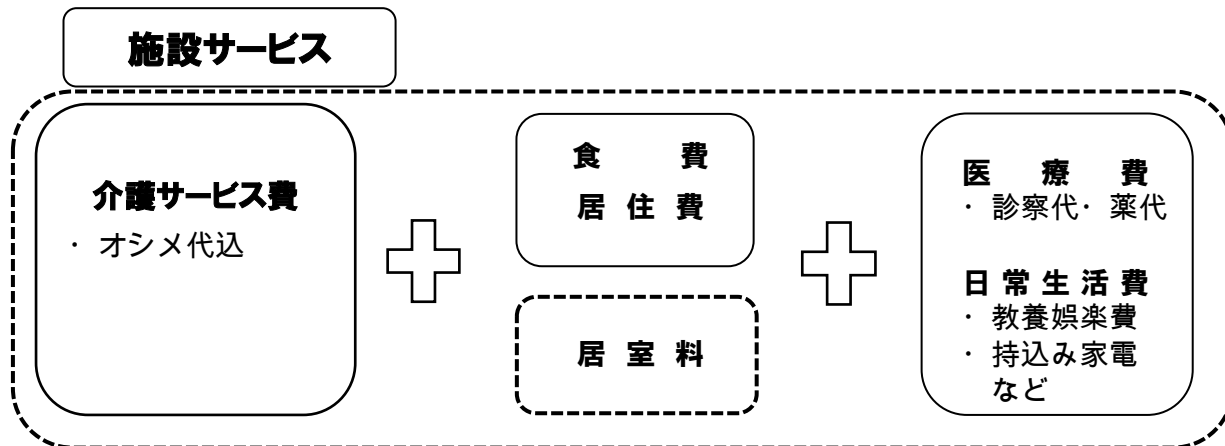 施設サービス
介護サービス費
・ オシメ代込
食 費
居 住 費
居 室 料
医 療 費
・ 診察代・ 薬代
日 常 生 活 費
・ 教養娯楽費
・ 持込み家電
など